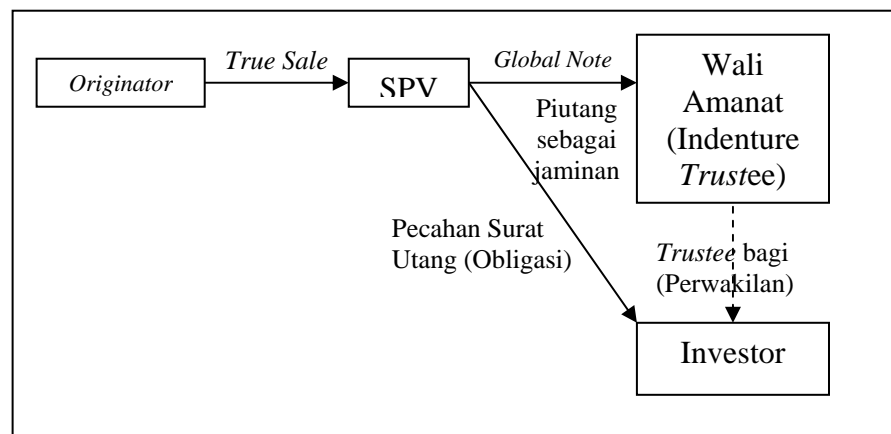 Originator
True Sale
SPV
Global Note
Piutang
sebagai
jaminan
Wali
Amanat
(Indenture
Trustee)
Pecahan Surat
Utang (Obligasi)
Trustee bagi
(Perwakilan)
Investor